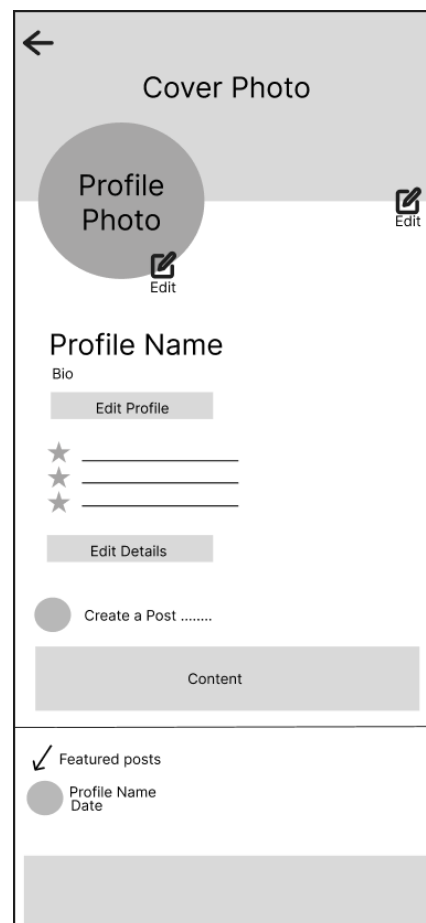 Cover Photo
Profile
Photo
Edit
Edit
Profile Name
Bio
Edit Profile
Edit Details
Create a Post ........
Content
Featured posts
Profile Name
Date